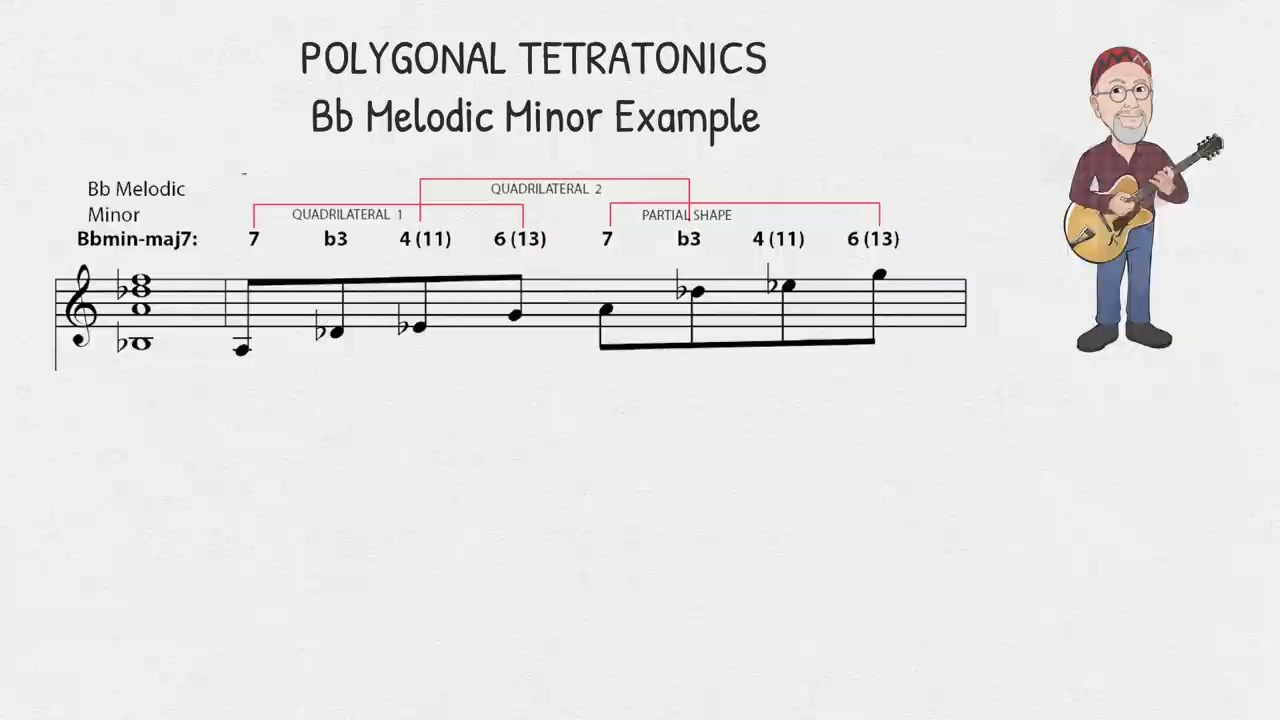 POLYGONAL TETRATONICS
Bb Melodic Minor Example
Bb Melodic
Minor
QUADRILATERAL 2
QUADRILATERAL 1
PARTIAL SHAPE
Bbmin-maj7: 7 b3 4 (11) 6 (13) 7 b3 4 (11) 6 (13)